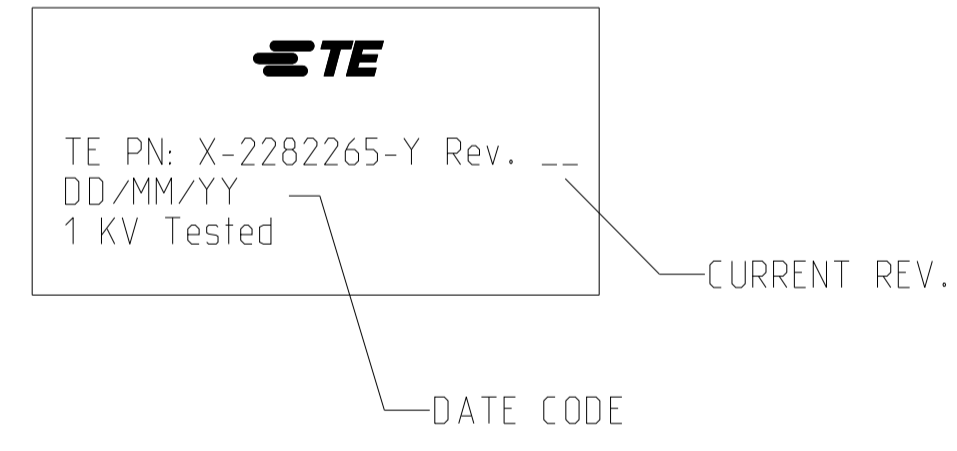 TE
TE PN: X-2282265-Y Rev. __
DD/MM/YY
1 KV Tested
CURRENT REV.
DATE CODE